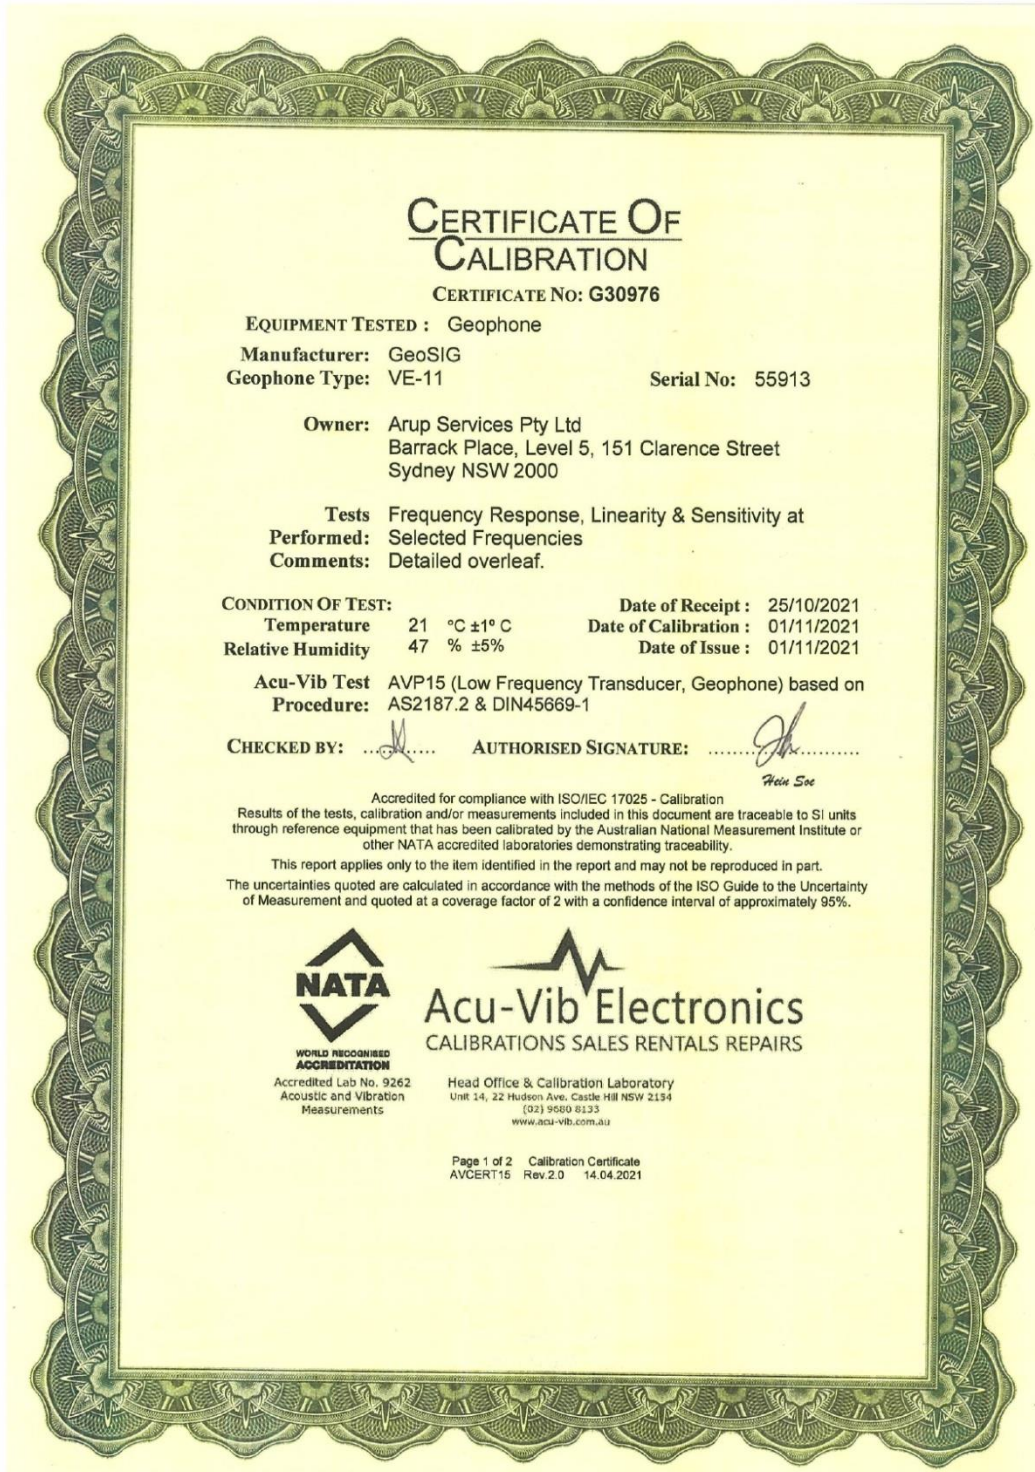 CERTIFICATE OF
CALIBRATION
CERTIFICATE NO: G30976
EQUIPMENT TESTED : Geophone
Manufacturer: GeoSIG
Geophone Type: VE-11 Serial No: 55913
Owner: Arup Services Pty Ltd
Barrack Place, Level 5, 151 Clarence Street
Sydney NSW 2000
Tests Frequency Response, Linearity & Sensitivity at
Performed: Selected Frequencies
Comments: Detailed overleaf.
CONDITION OF TEST: Date of Receipt : 25/10/2021
Temperature 21 °C ±1° C Date of Calibration : 01/11/2021
Relative Humidity 47 % ±5% Date of Issue : 01/11/2021
Acu-Vib Test AVP15 (Low Frequency Transducer, Geophone) based on
Procedure: AS2187.2 & DIN45669-1
CHECKED BY: ........ AUTHORISED SIGNATURE: ....................
Hein Soe
Accredited for compliance with ISO/IEC 17025 - Calibration
Results of the tests, calibration and/or measurements included in this document are traceable to SI units
through reference equipment that has been calibrated by the Australian National Measurement Institute or
other NATA accredited laboratories demonstrating traceability.
This report applies only to the item identified in the report and may not be reproduced in part.
The uncertainties quoted are calculated in accordance with the methods of the ISO Guide to the Uncertainty
of Measurement and quoted at a coverage factor of 2 with a confidence interval of approximately 95%.
NATA
WORLD RECOGNISED
ACCREDITATION
Accredited Lab No. 9262
Acoustic and Vibration
Measurements
Acu-Vib Electronics
CALIBRATIONS SALES RENTALS REPAIRS
Head Office & Calibration Laboratory
Unit 14, 22 Hudson Ave. Castle Hill NSW 2154
(02) 9680 8133
www.acu-vib.com.au
Page 1 of 2 Calibration Certificate
AVCERT15 Rev.2.0 14.04.2021